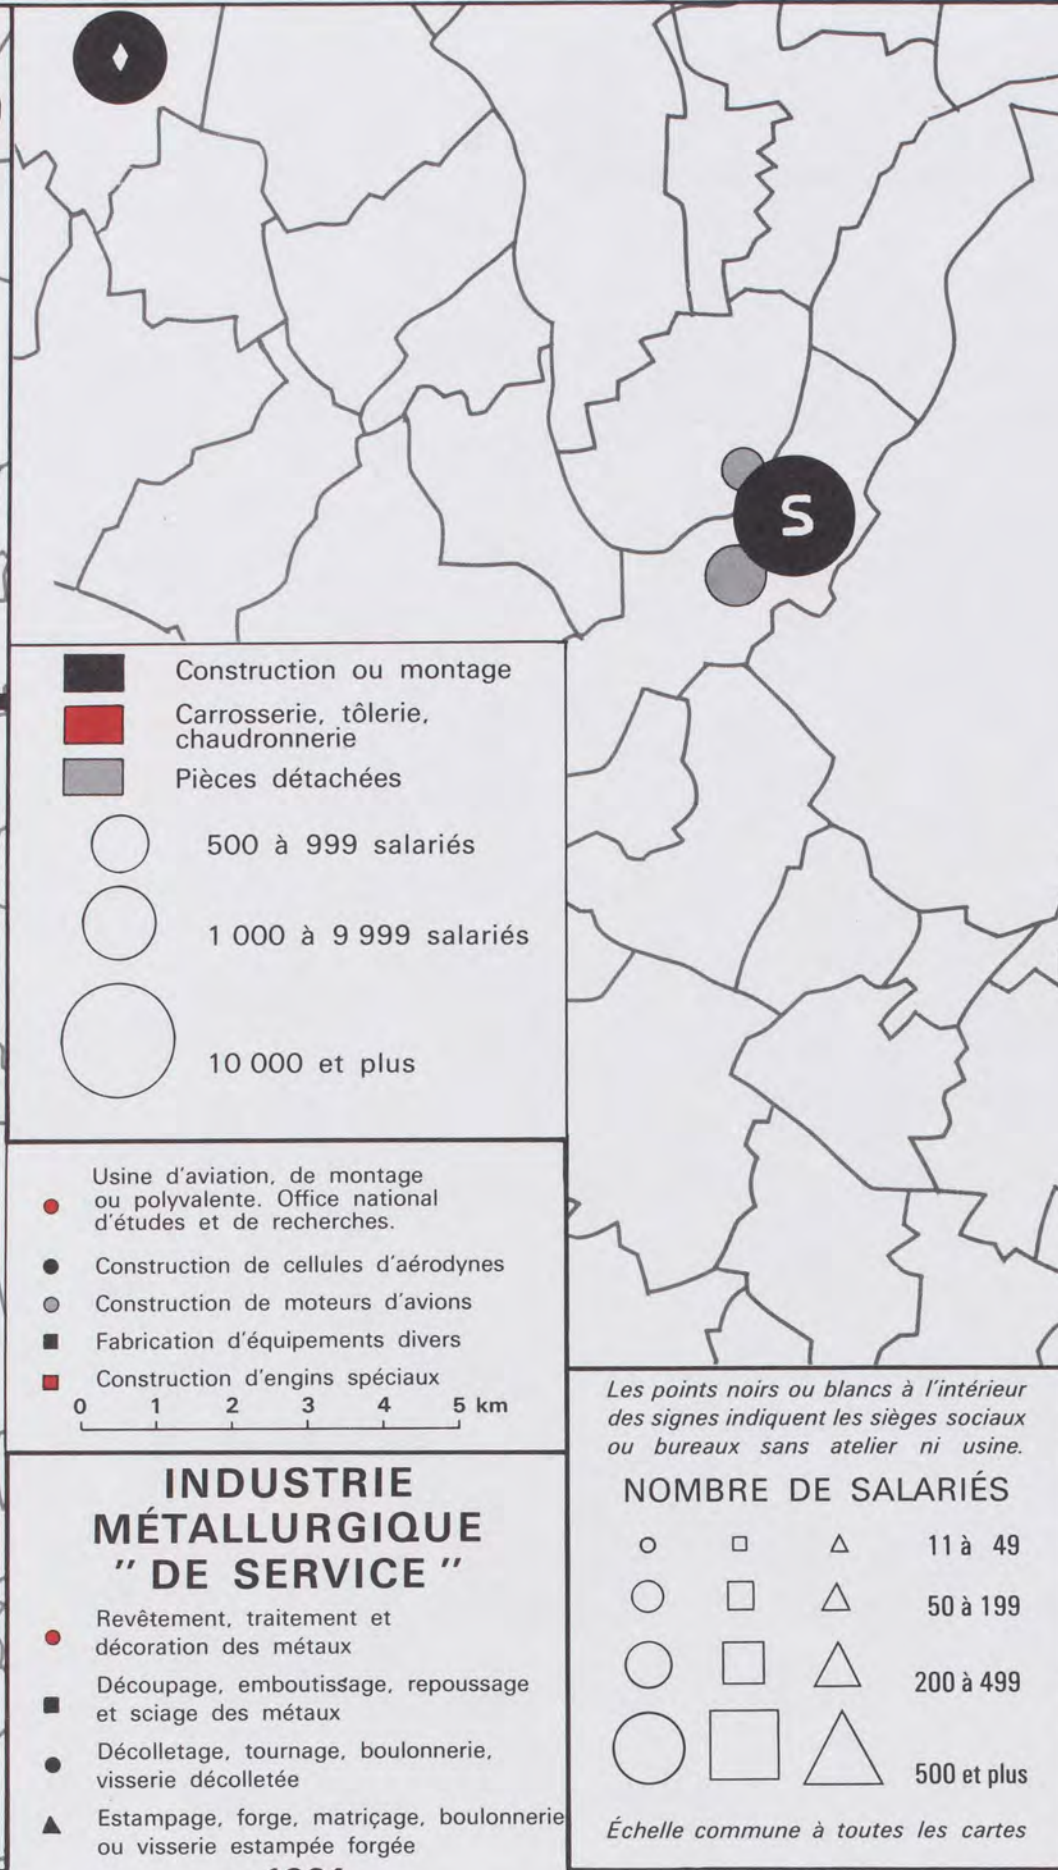 S
Construction ou montage
Carrosserie, tôlerie,
chaudronnerie
Pièces détachées
500 à 999 salariés
1 000 à 9 999 salariés
10 000 et plus
Usine d'aviation, de montage
ou polyvalente. Office national
d'études et de recherches.
Construction de cellules d'aérodynes
Construction de moteurs d'avions
Fabrication d'équipements divers
Construction d'engins spéciaux
0 1 2 3 4 5 km
INDUSTRIE
MÉTALLURGIQUE
" DE SERVICE "
Revêtement, traitement et
décoration des métaux
Découpage, emboutissage, repoussage
et sciage des métaux
Décolletage, tournage, boulonnerie,
visserie décolletée
Estampage, forge, matriçage, boulonnerie
ou visserie estampée forgée
Les points noirs ou blancs à l'intérieur
des signes indiquent les sièges sociaux
ou bureaux sans atelier ni usine.
NOMBRE DE SALARIÉS
11 à 49
50 à 199
200 à 499
500 et plus
Échelle commune à toutes les cartes